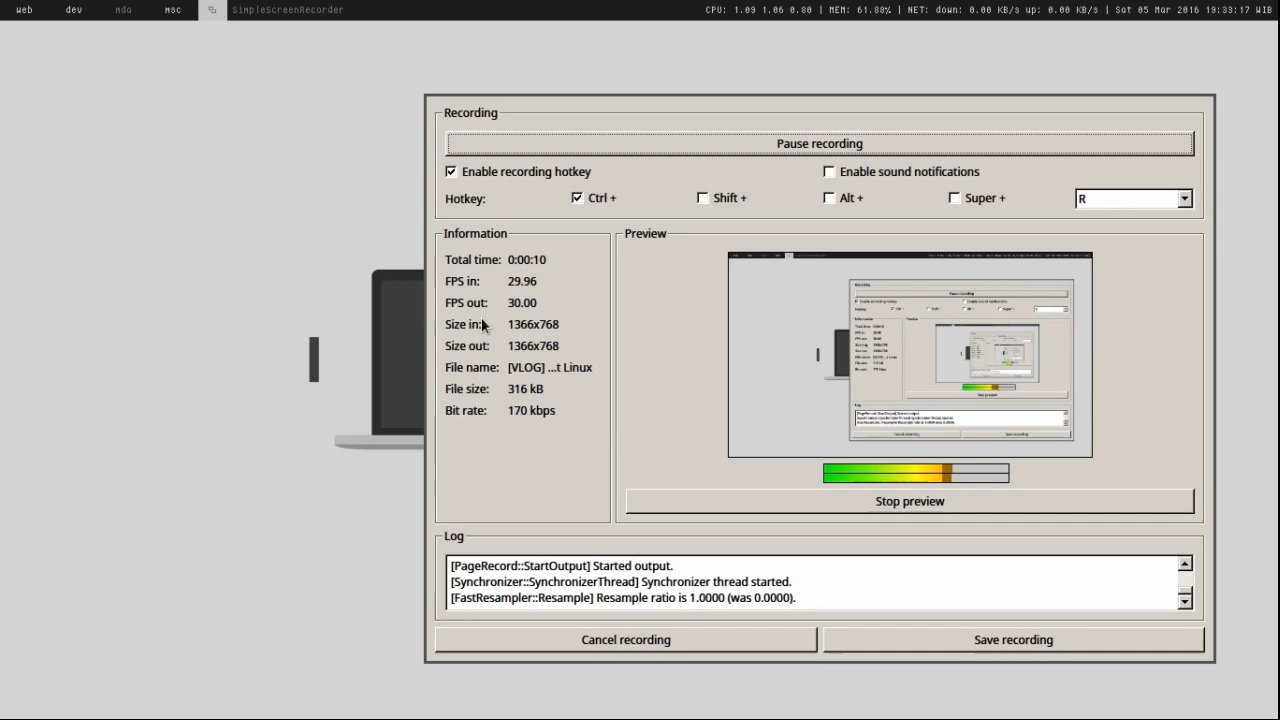 web dev mda msc SimpleScreenRecorder CPU: 1.09 1.06 0.80 | MEM: 61.88% | NET: down: 0.00 KB/s up: 0.00 KB/s | Sat 05 Mar 2016 19:33:17 WIB
Recording
Pause recording
Enable recording hotkey Enable sound notifications
Hotkey: Ctrl + Shift + Alt + Super + R
Information
Total time: 0:00:10
FPS in: 29.96
FPS out: 30.00
Size in: 1366x768
Size out: 1366x768
File name: [VLOG] ...t Linux
File size: 316 kB
Bit rate: 170 kbps
Preview
Stop preview
Log
[PageRecord::StartOutput] Started output.
[Synchronizer::SynchronizerThread] Synchronizer thread started.
[FastResampler::Resample] Resample ratio is 1.0000 (was 0.0000).
Cancel recording Save recording